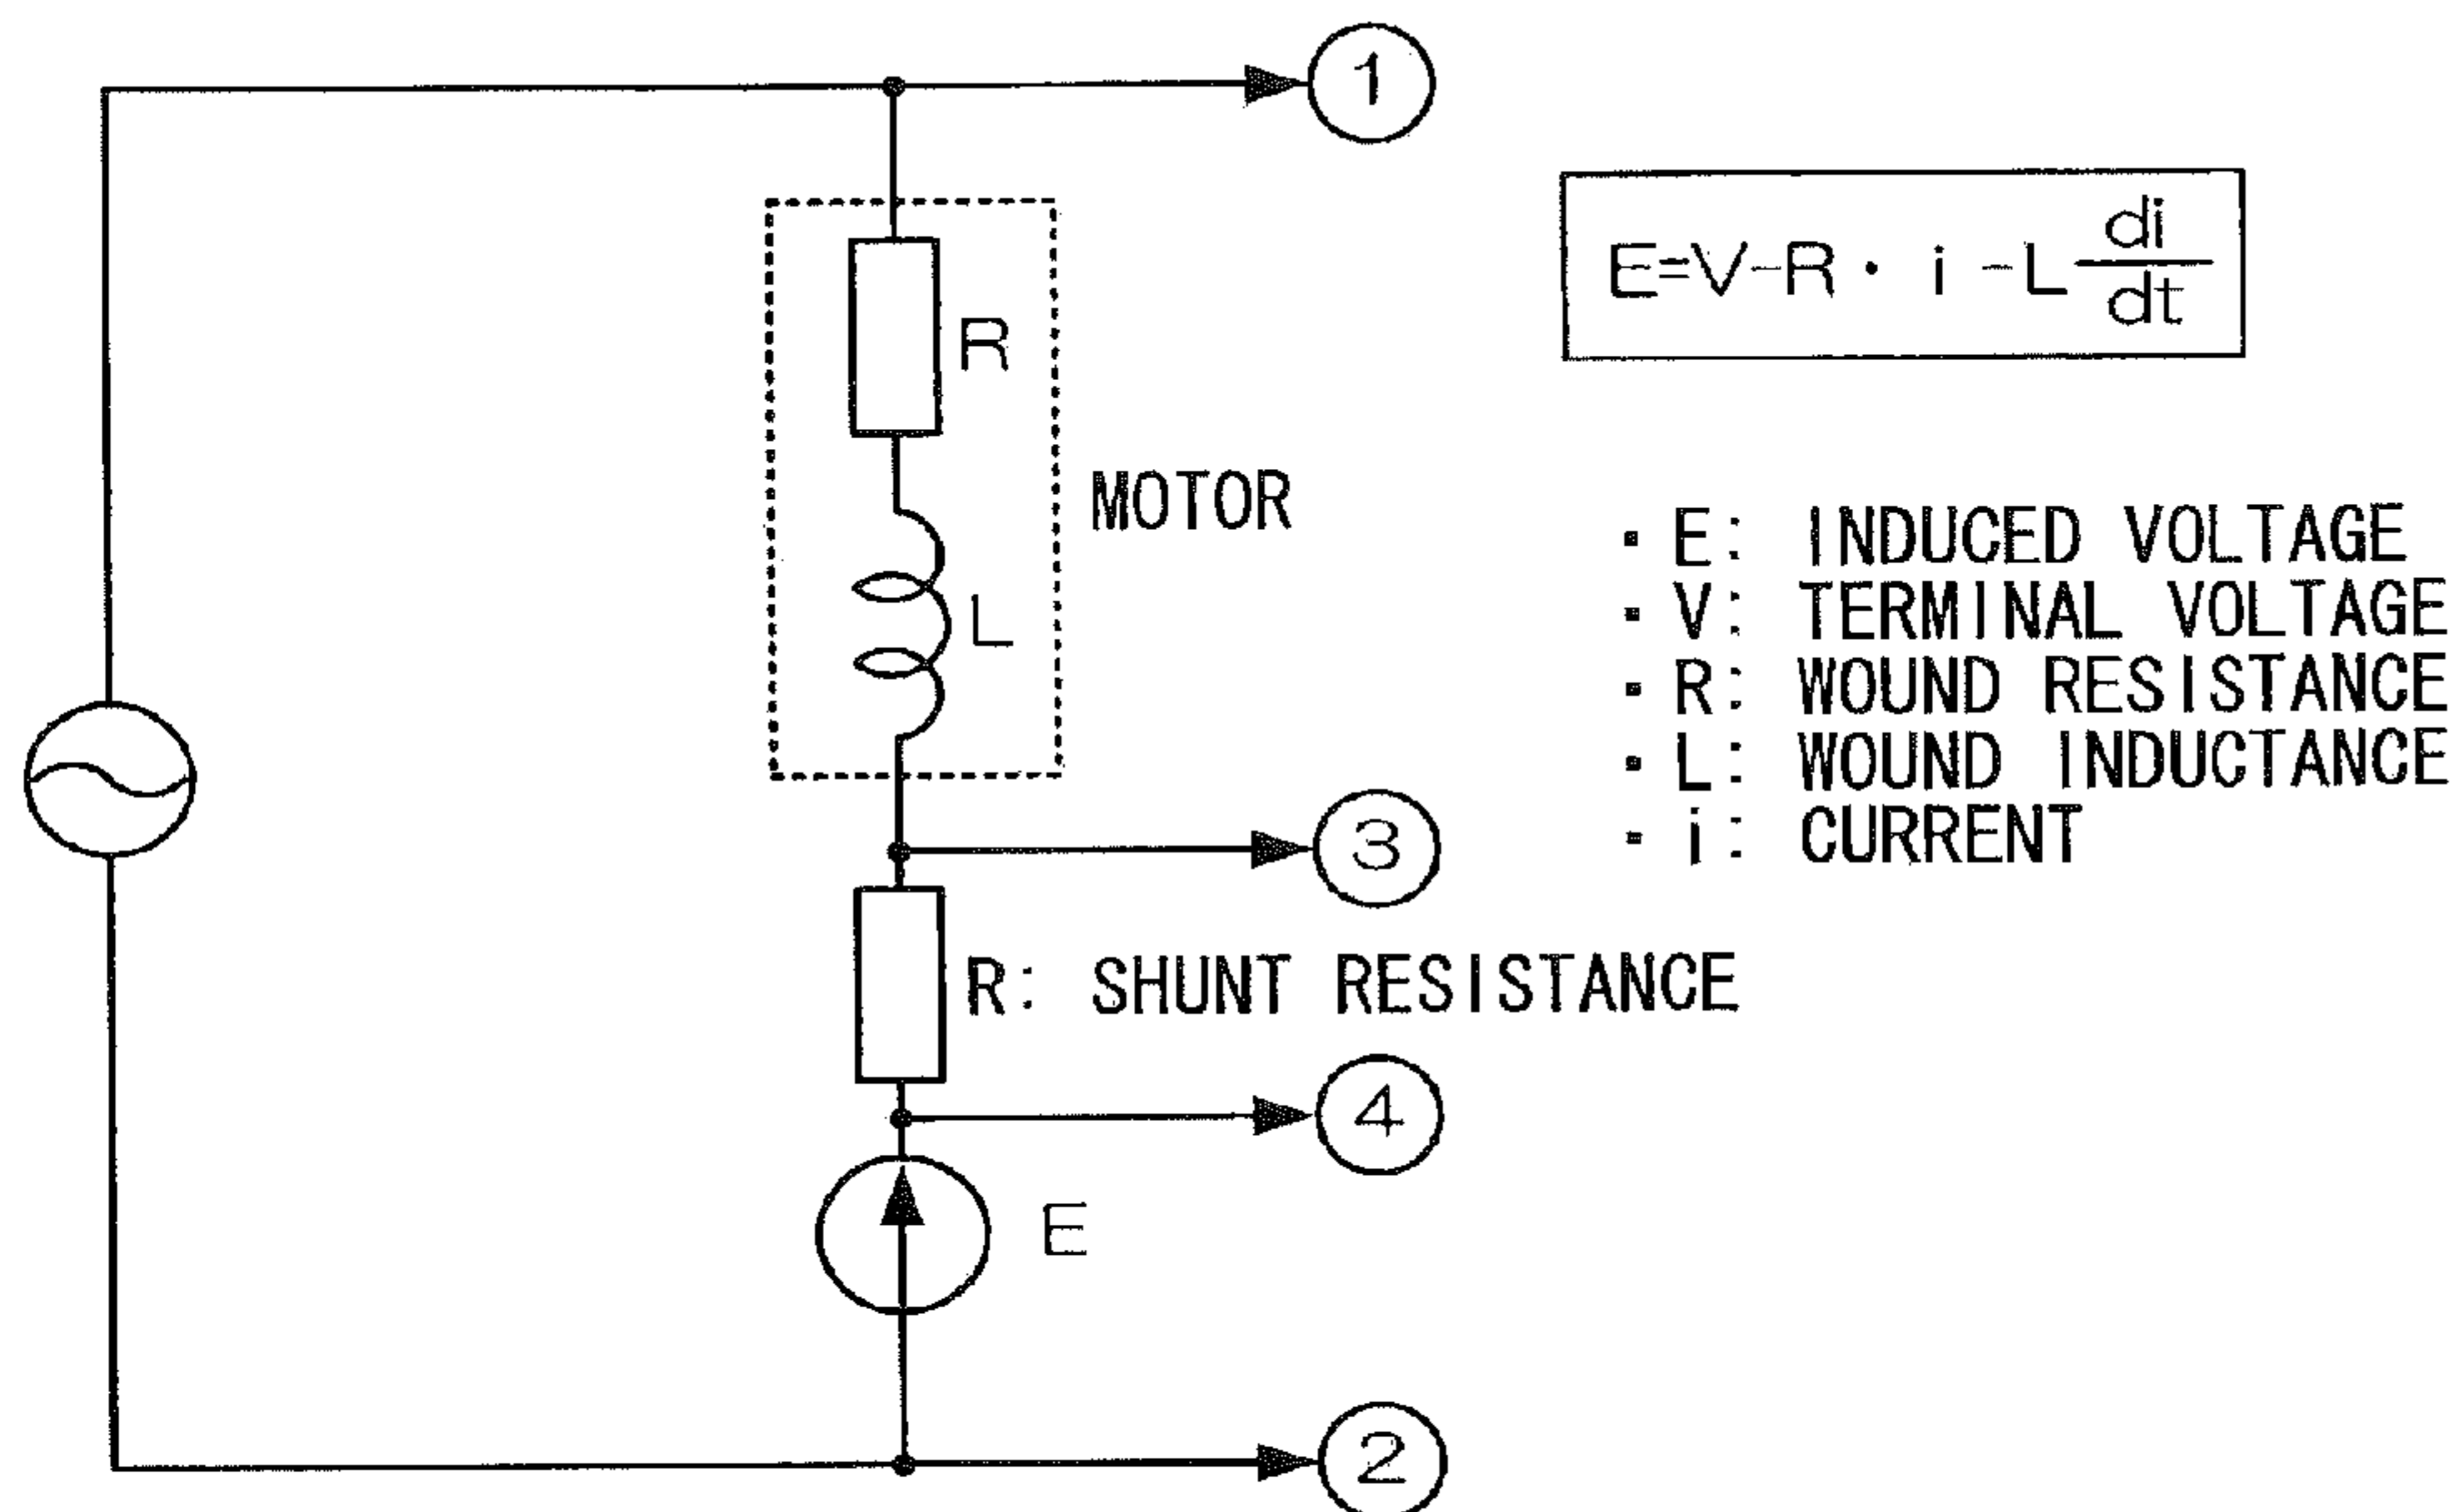 ①
E=V-R・i-L di/dt
R
MOTOR
L
・E: INDUCED VOLTAGE
・V: TERMINAL VOLTAGE
・R: WOUND RESISTANCE
・L: WOUND INDUCTANCE
・i: CURRENT
③
R: SHUNT RESISTANCE
④
E
②